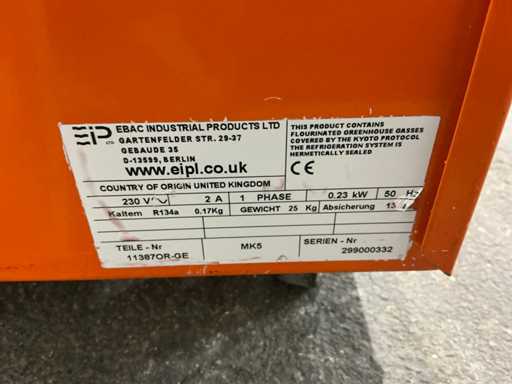 EIP LTD
EBAC INDUSTRIAL PRODUCTS LTD
GARTENFELDER STR. 29-37
GEBAUDE 35
D-13599, BERLIN
www.eipl.co.uk
COUNTRY OF ORIGIN UNITED KINGDOM
THIS PRODUCT CONTAINS
FLOURINATED GREENHOUSE GASSES
COVERED BY THE KYOTO PROTOCOL
THE REFRIGERATION SYSTEM IS
HERMETICALLY SEALED
CE
230 V 2 A 1 PHASE 0.23 kW 50 Hz
Kaltem R134a 0.17Kg GEWICHT 25 Kg Absicherung 13
TEILE - Nr MK5 SERIEN - Nr
11387OR-GE 299000332